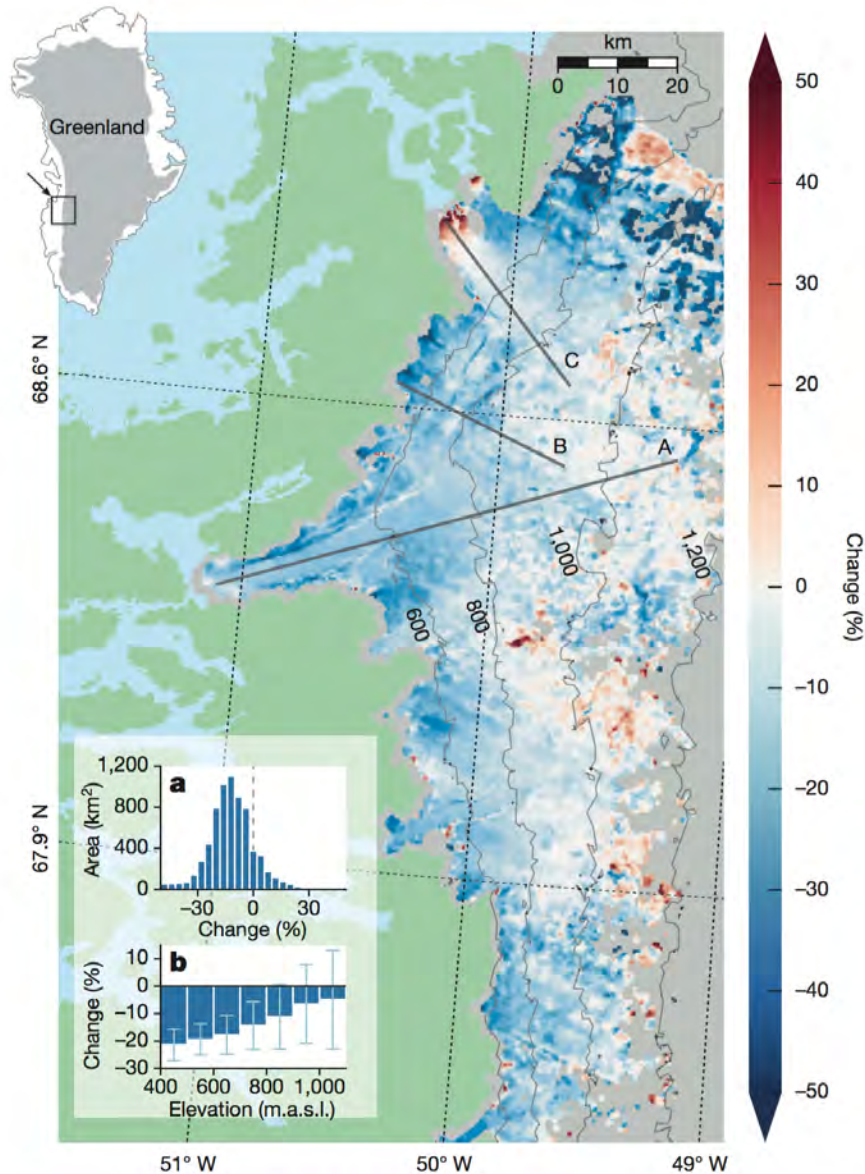 km
0 10 20
Greenland
50
40
30
20
10
0
−10
−20
−30
−40
−50
Change (%)
68.6° N
67.9° N
C
B
A
600
800
1,000
1,200
a
1,200
800
400
0
Area (km²)
−30 0 30
Change (%)
b
10
0
−10
−20
−30
Change (%)
400 600 800 1,000
Elevation (m.a.s.l.)
51° W 50° W 49° W